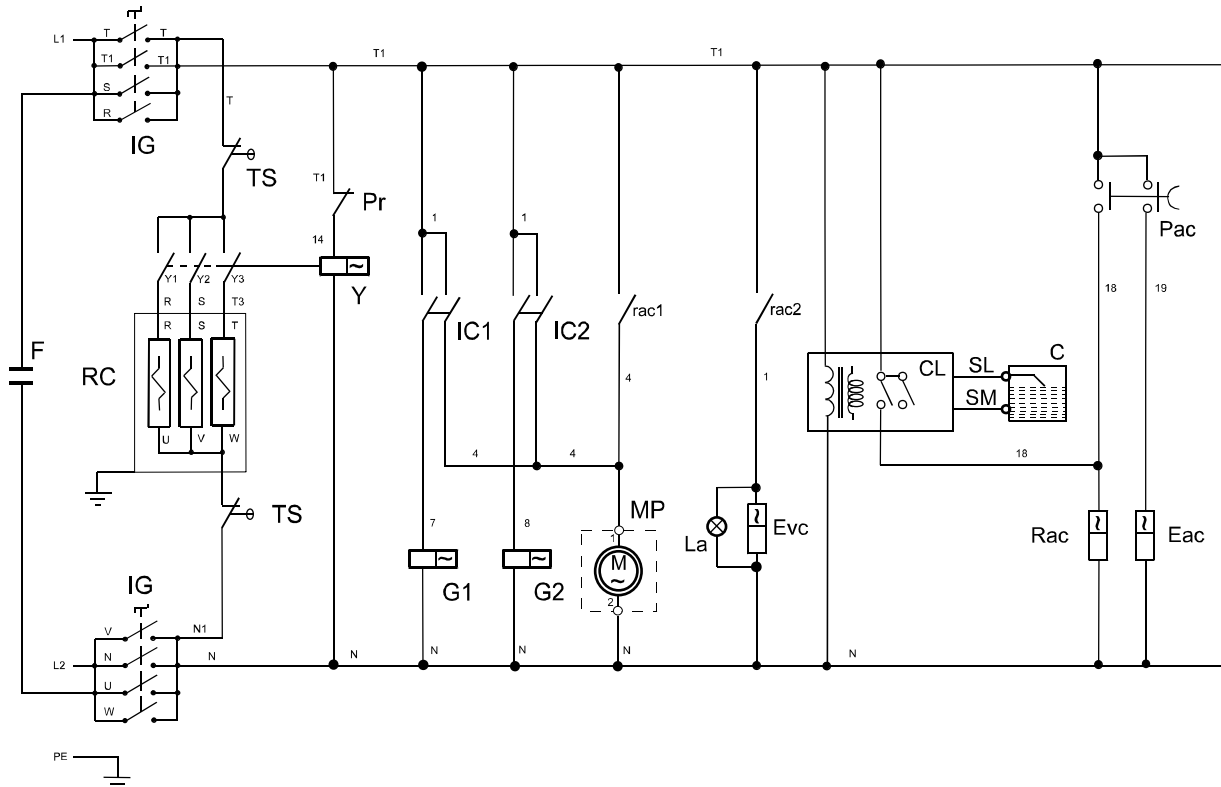 L1
T
T
T1
T1
S
R
IG
T1
T1
T
TS
T1
Pr
14
Y
1
1
Pac
18
19
Y1
Y2
Y3
R
S
T3
R
S
T
RC
F
IC1
IC2
rac1
rac2
4
1
CL
SL
SM
C
U
V
W
4
4
18
TS
7
8
MP
1
M
2
La
Evc
Rac
Eac
G1
G2
IG
V
N1
L2
N
N
U
W
N
N
N
N
N
PE